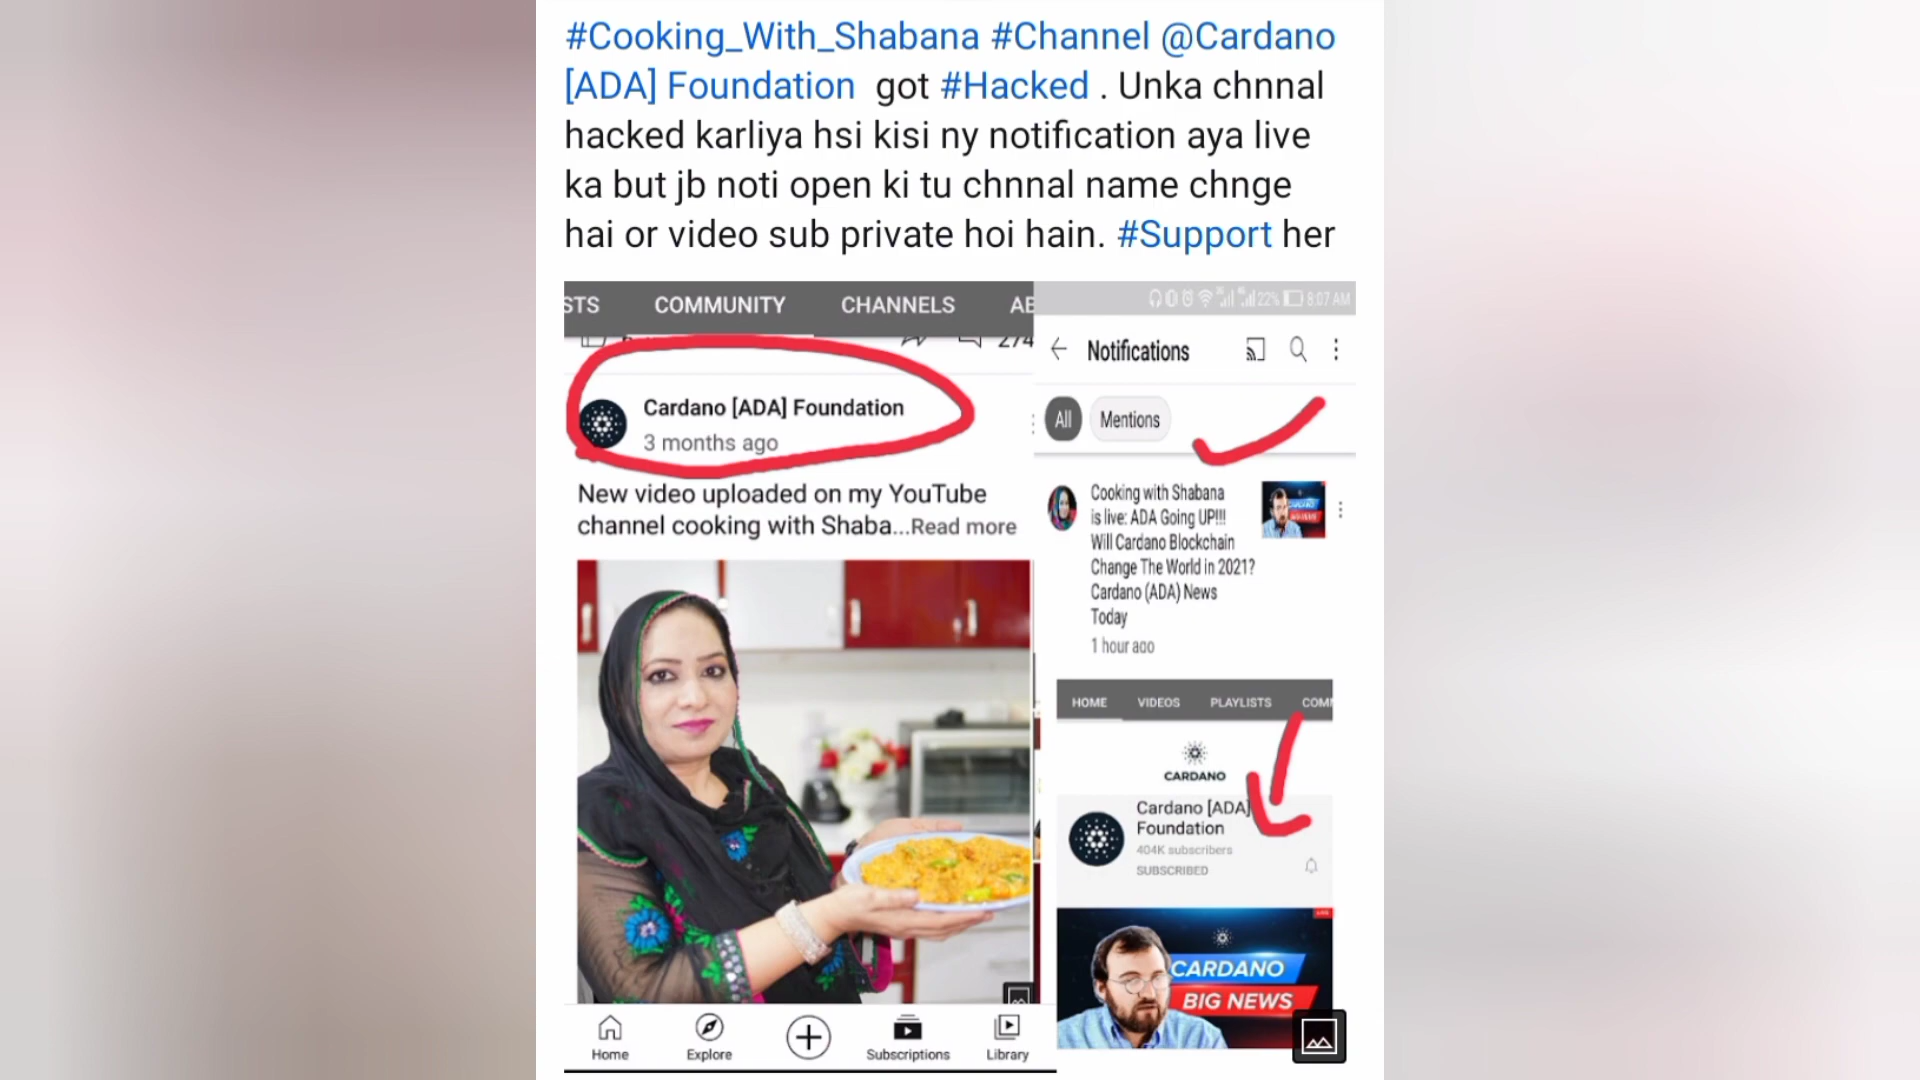 #Cooking_With_Shabana #Channel @Cardano
[ADA] Foundation got #Hacked . Unka chnnal
hacked karliya hsi kisi ny notification aya live
ka but jb noti open ki tu chnnal name chnge
hai or video sub private hoi hain. #Support her
STS COMMUNITY CHANNELS AB
274
Cardano [ADA] Foundation
3 months ago
New video uploaded on my YouTube
channel cooking with Shaba...Read more
Home Explore Subscriptions Library
22% 8:07 AM
Notifications
All Mentions
Cooking with Shabana
is live: ADA Going UP!!!
Will Cardano Blockchain
Change The World in 2021?
Cardano (ADA) News
Today
1 hour ago
HOME VIDEOS PLAYLISTS COMM
CARDANO
Cardano [ADA]
Foundation
404K subscribers
SUBSCRIBED
CARDANO
BIG NEWS